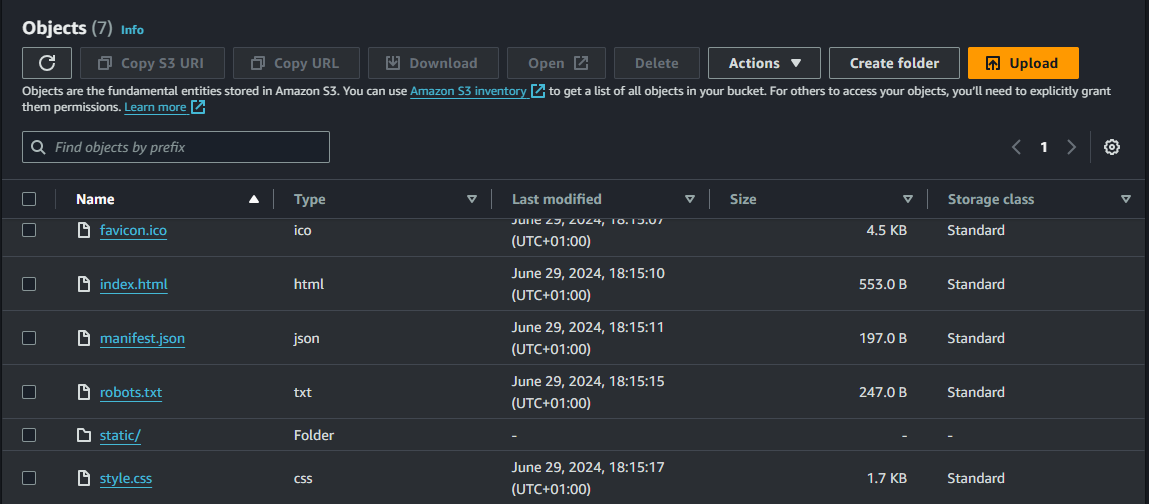 Objects (7) Info
Copy S3 URI Copy URL Download Open Delete Actions Create folder Upload
Objects are the fundamental entities stored in Amazon S3. You can use Amazon S3 inventory to get a list of all objects in your bucket. For others to access your objects, you'll need to explicitly grant
them permissions. Learn more
Find objects by prefix
1
Name Type Last modified Size Storage class
favicon.ico ico June 29, 2024, 18:15:07 4.5 KB Standard
(UTC+01:00)
index.html html June 29, 2024, 18:15:10 553.0 B Standard
(UTC+01:00)
manifest.json json June 29, 2024, 18:15:11 197.0 B Standard
(UTC+01:00)
robots.txt txt June 29, 2024, 18:15:15 247.0 B Standard
(UTC+01:00)
static/ Folder - - -
style.css css June 29, 2024, 18:15:17 1.7 KB Standard
(UTC+01:00)